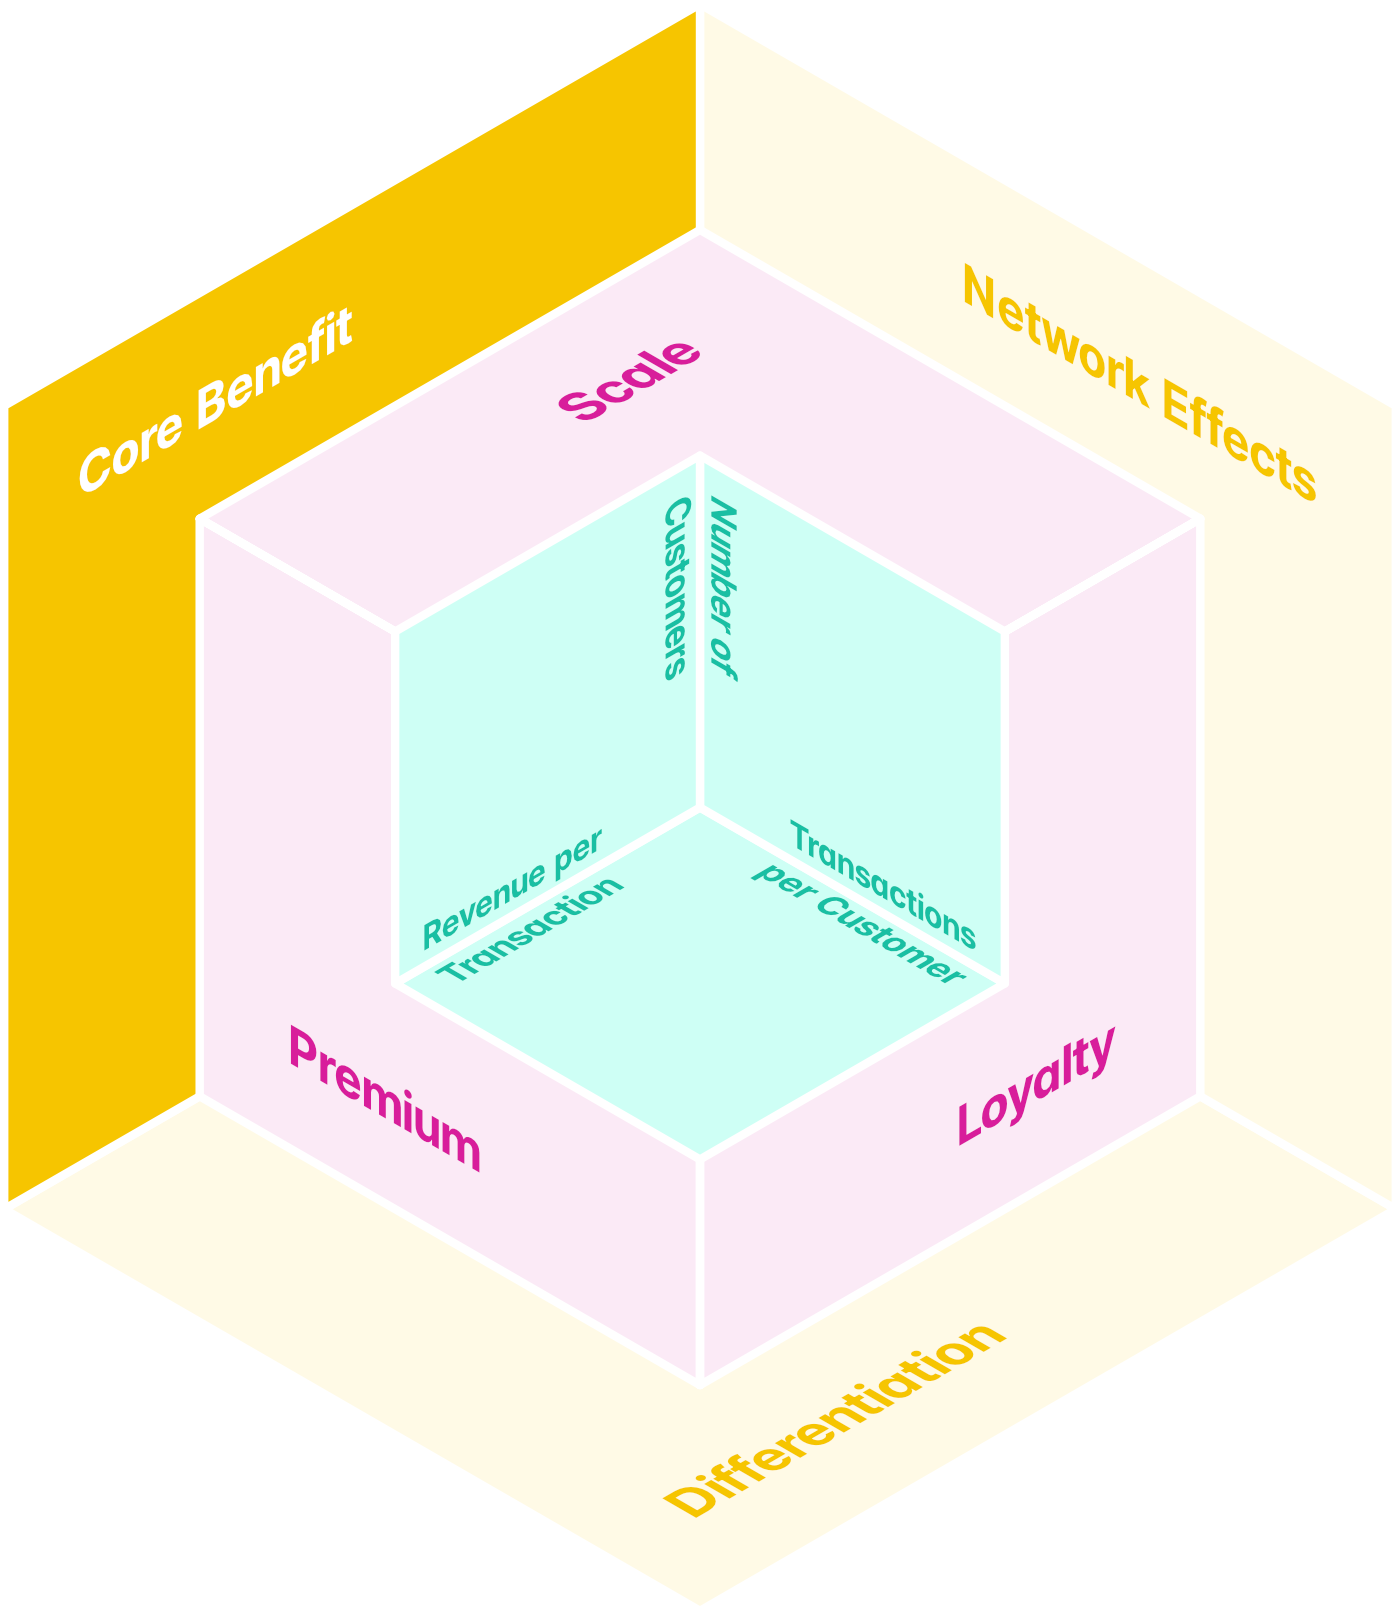 Core Benefit
Network Effects
Scale
Number of
Customers
Revenue per
Transaction
Transactions
per Customer
Premium
Loyalty
Differentiation